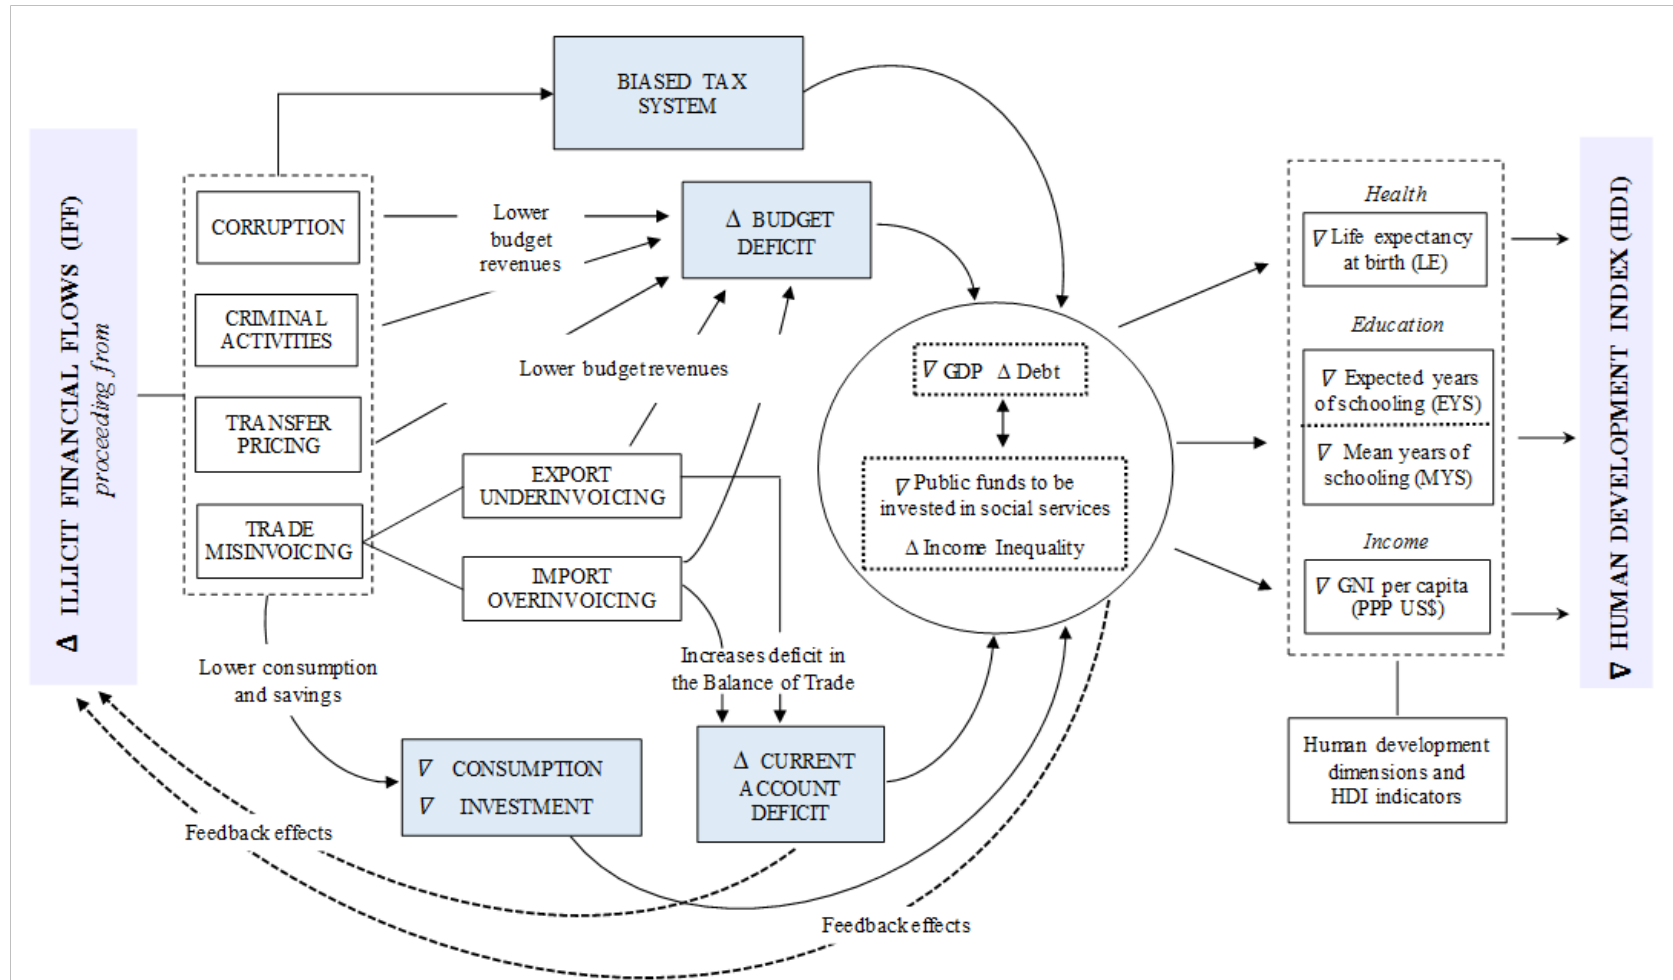 Δ ILLICIT FINANCIAL FLOWS (IFF)
proceeding from
BIASED TAX
SYSTEM
CORRUPTION
CRIMINAL
ACTIVITIES
TRANSFER
PRICING
TRADE
MISINVOICING
Lower
budget
revenues
Δ BUDGET
DEFICIT
Lower budget revenues
EXPORT
UNDERINVOICING
IMPORT
OVERINVOICING
Increases deficit in
the Balance of Trade
Lower consumption
and savings
∇ CONSUMPTION
∇ INVESTMENT
Δ CURRENT
ACCOUNT
DEFICIT
Feedback effects
Feedback effects
∇ GDP Δ Debt
∇ Public funds to be
invested in social services
Δ Income Inequality
Health
∇ Life expectancy
at birth (LE)
Education
∇ Expected years
of schooling (EYS)
∇ Mean years of
schooling (MYS)
Income
∇ GNI per capita
(PPP US$)
Human development
dimensions and
HDI indicators
∇ HUMAN DEVELOPMENT INDEX (HDI)